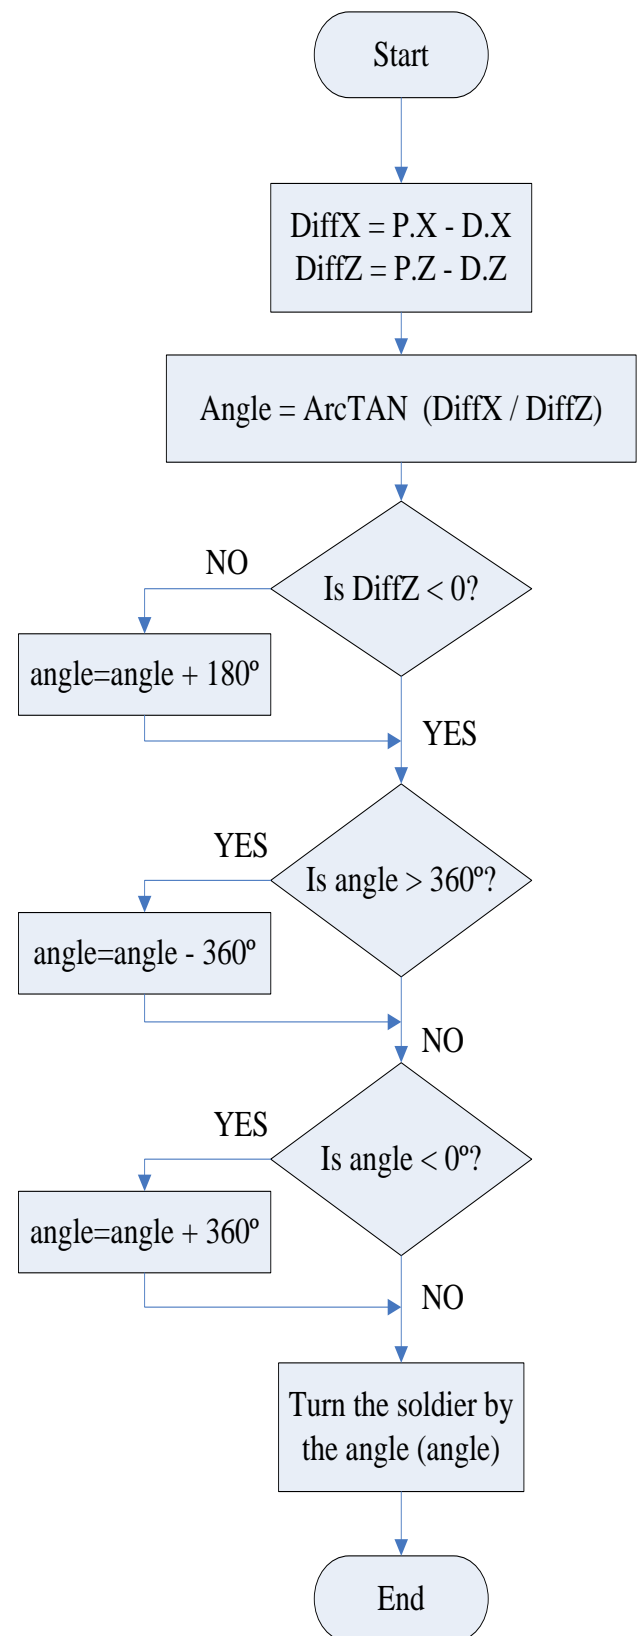 Start
DiffX = P.X - D.X
DiffZ = P.Z - D.Z
Angle = ArcTAN (DiffX / DiffZ)
NO
Is DiffZ < 0?
angle=angle + 180º
YES
YES
Is angle > 360º?
angle=angle - 360º
NO
YES
Is angle < 0º?
angle=angle + 360º
NO
Turn the soldier by
the angle (angle)
End